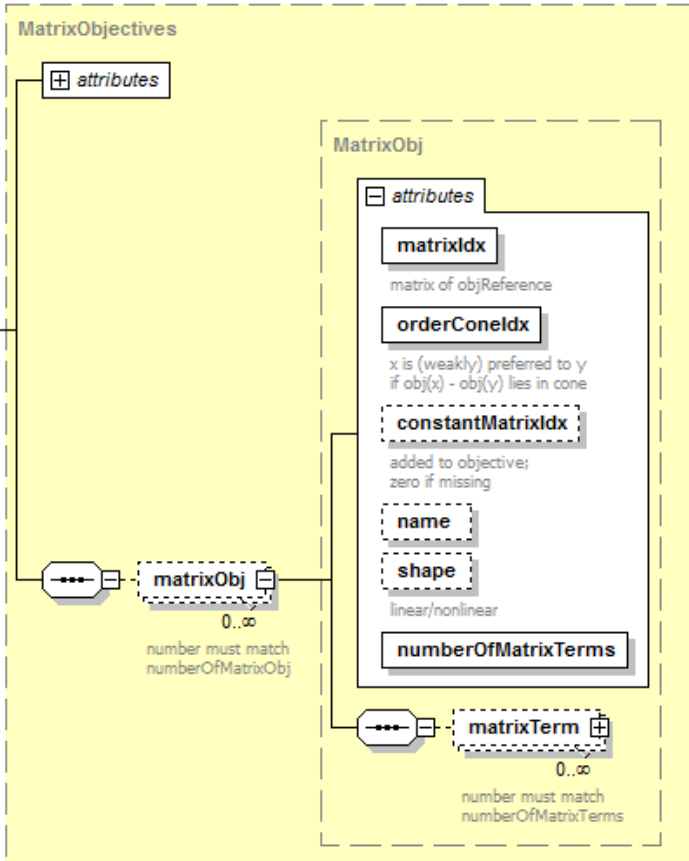 MatrixObjectives
attributes
MatrixObj
attributes
matrixIdx
matrix of objReference
orderConeIdx
x is (weakly) preferred to y
if obj(x) - obj(y) lies in cone
constantMatrixIdx
added to objective;
zero if missing
name
shape
linear/nonlinear
numberOfMatrixTerms
matrixObj
0..∞
number must match
numberOfMatrixObj
matrixTerm
0..∞
number must match
numberOfMatrixTerms